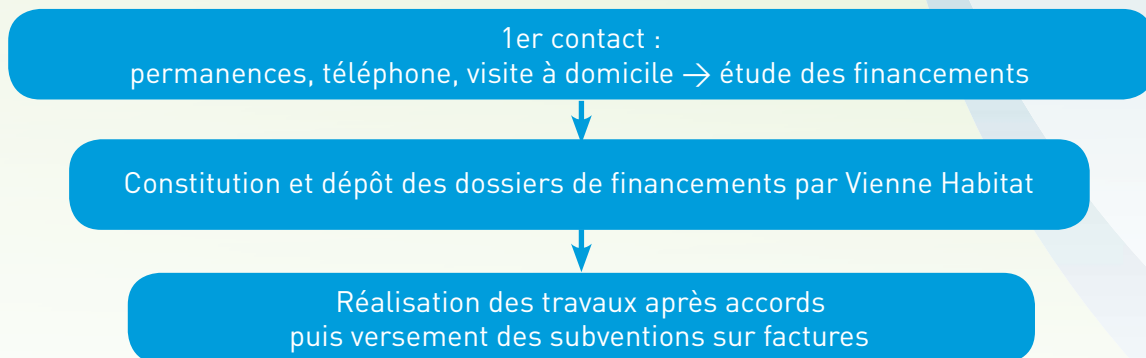 1er contact :
permanences, téléphone, visite à domicile → étude des financements
Constitution et dépôt des dossiers de financements par Vienne Habitat
Réalisation des travaux après accords
puis versement des subventions sur factures